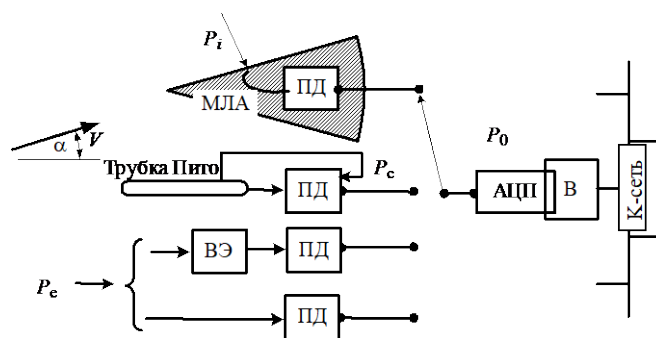 P_i
ПД
МЛА
V
α
P_0
Трубка Пито
P_c
ПД
АЦП
В
К-сеть
ВЭ
ПД
P_e
ПД